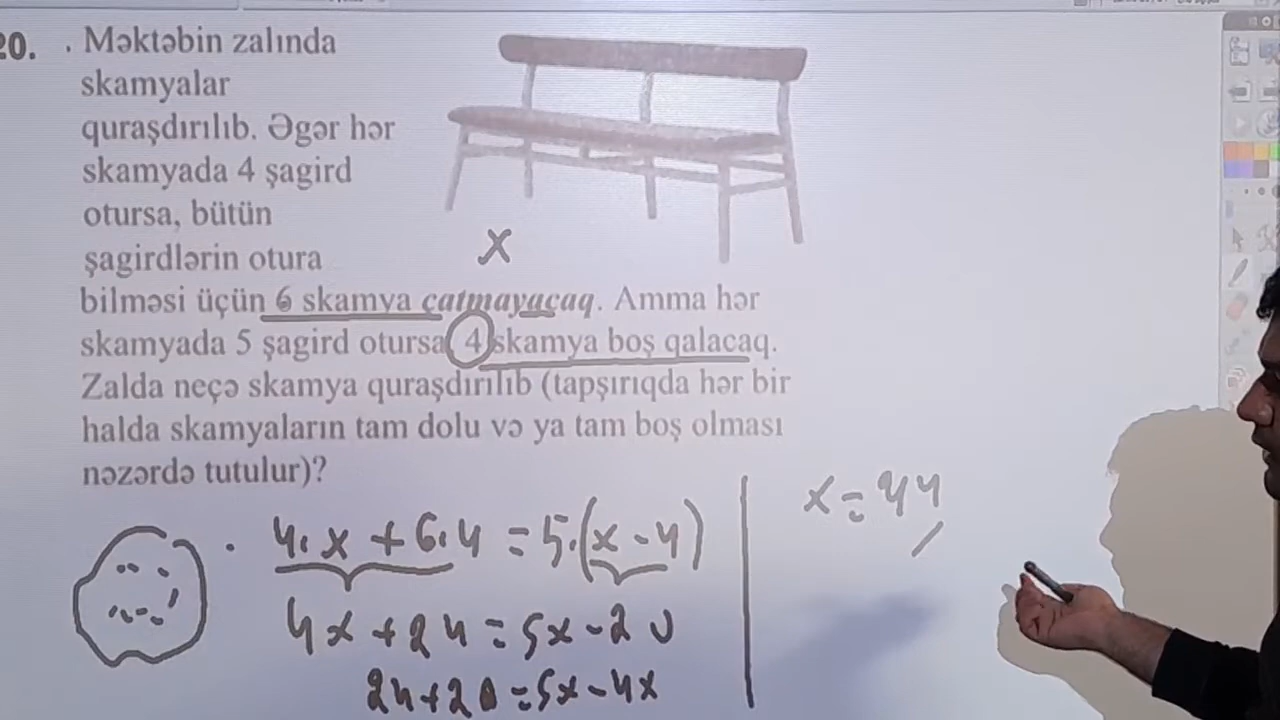 20. . Məktəbin zalında
skamyalar
quraşdırılıb. Əgər hər
skamyada 4 şagird
otursa, bütün
şagirdlərin otura
bilməsi üçün 6 skamya çatmayacaq. Amma hər
skamyada 5 şagird otursa 4 skamya boş qalacaq.
Zalda neçə skamya quraşdırılıb (tapşırıqda hər bir
halda skamyaların tam dolu və ya tam boş olması
nəzərdə tutulur)?
x
4·x + 6·4 = 5·(x - 4)
4x + 24 = 5x - 20
24 + 20 = 5x - 4x
x = 44